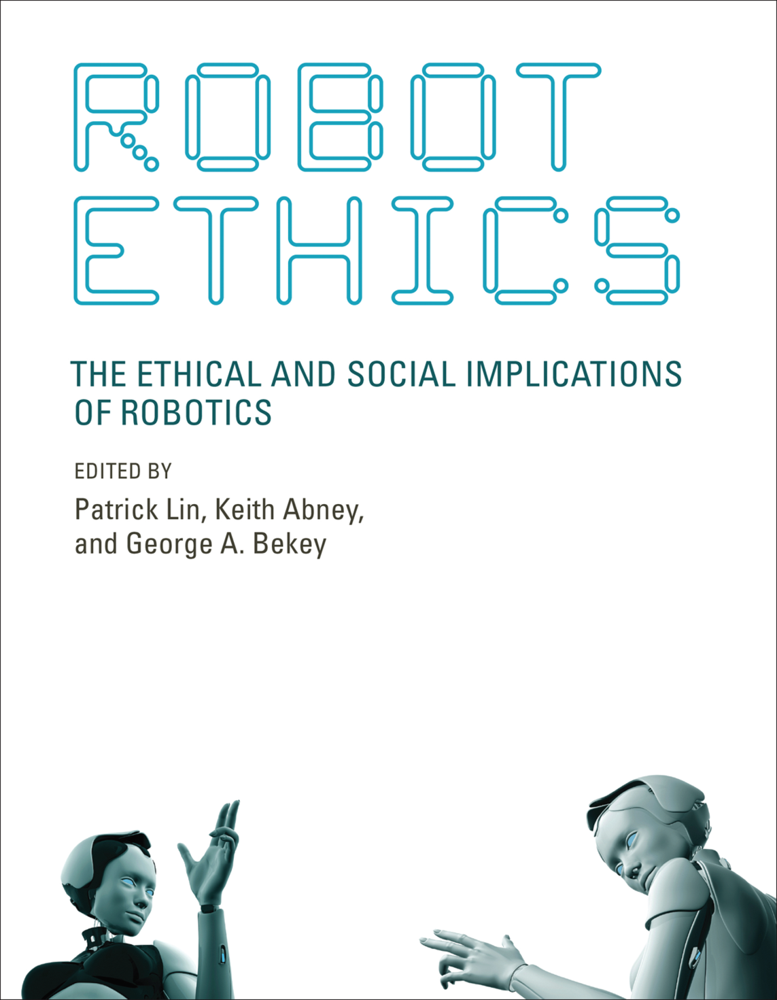 ROBOT
ETHICS
THE ETHICAL AND SOCIAL IMPLICATIONS
OF ROBOTICS
EDITED BY
Patrick Lin, Keith Abney,
and George A. Bekey